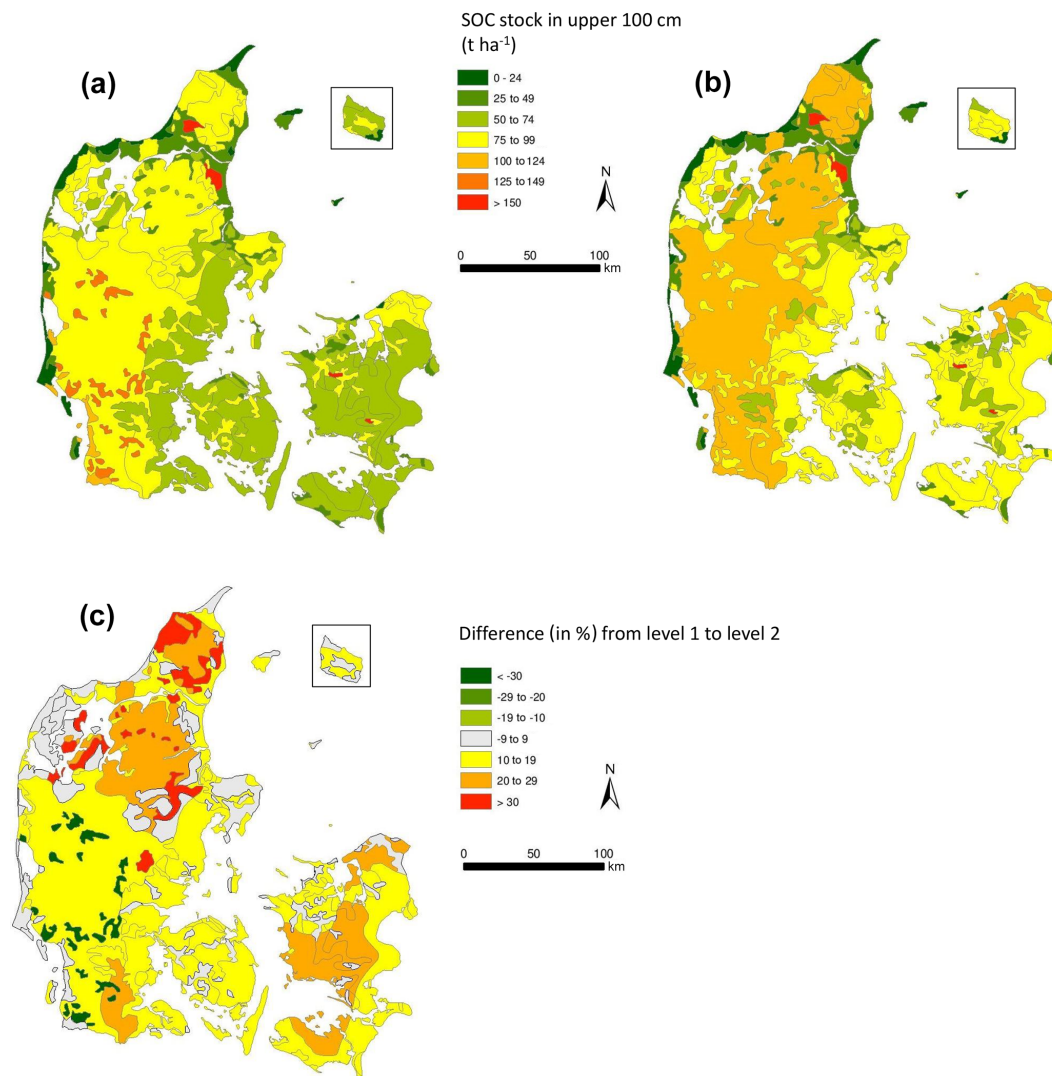 SOC stock in upper 100 cm
(t ha⁻¹)
(a)
(b)
0 - 24
25 to 49
50 to 74
75 to 99
100 to 124
125 to 149
> 150
N
0 50 100
km
(c)
Difference (in %) from level 1 to level 2
< -30
-29 to -20
-19 to -10
-9 to 9
10 to 19
20 to 29
> 30
N
0 50 100
km